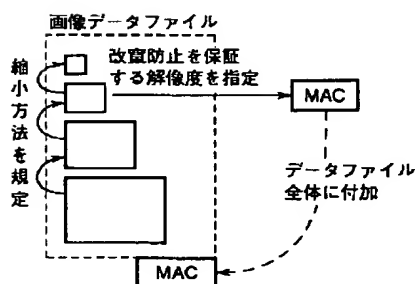 画像データファイル
改竄防止を保証
する解像度を指定
縮小方法を規定
MAC
データファイル
全体に付加
MAC